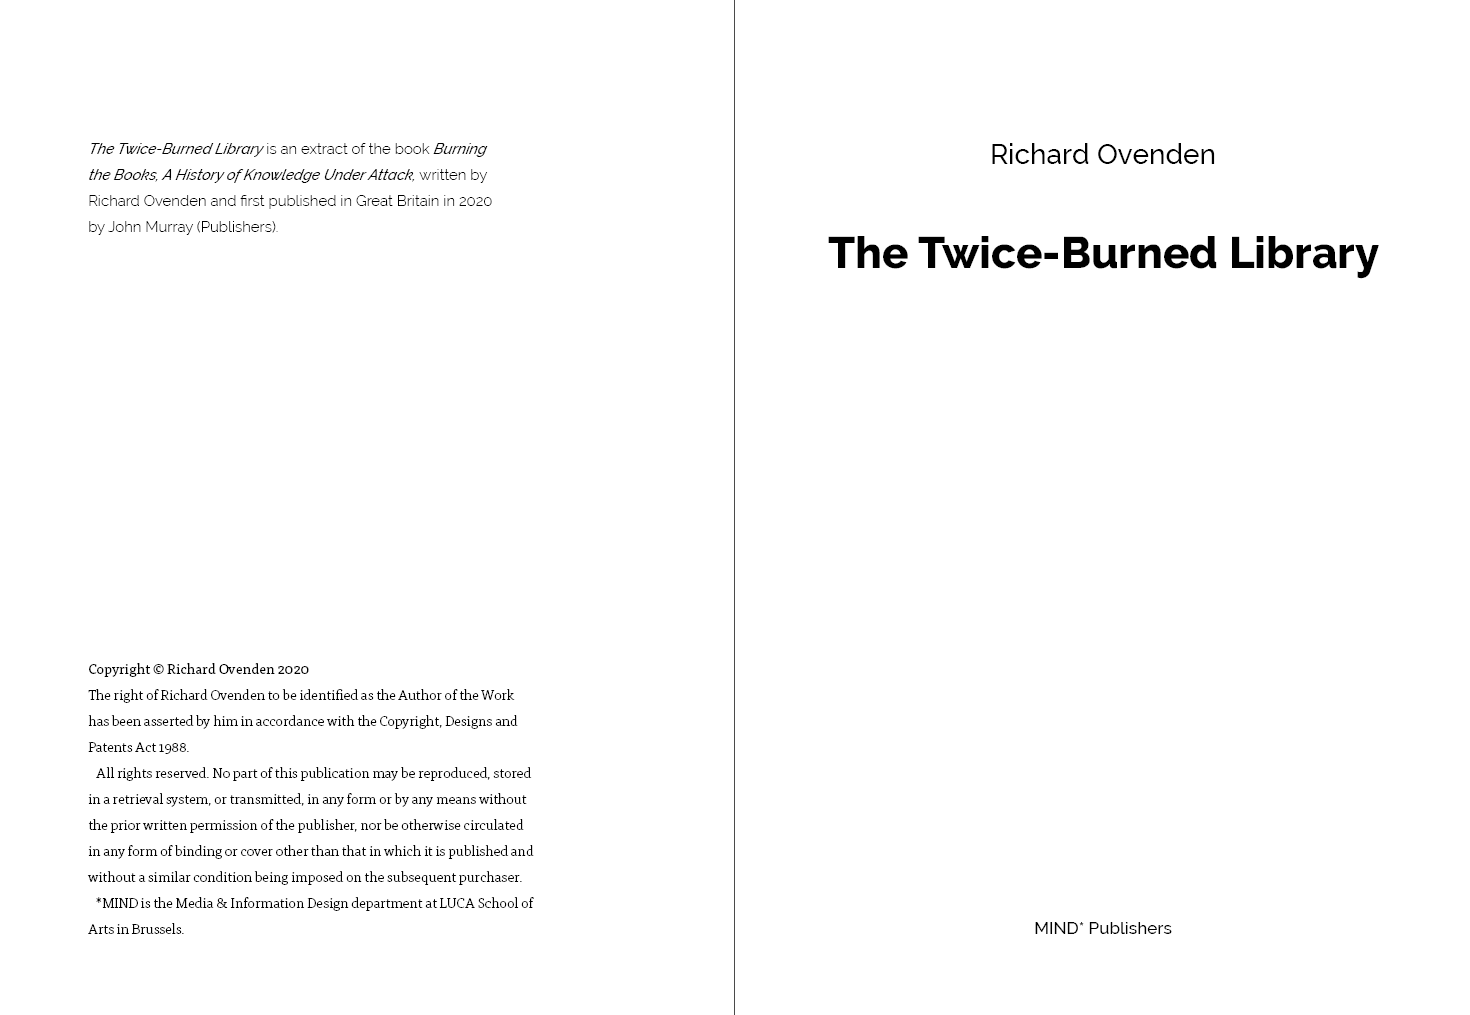 The Twice-Burned Library is an extract of the book Burning
the Books, A History of Knowledge Under Attack, written by
Richard Ovenden and first published in Great Britain in 2020
by John Murray (Publishers).
Copyright © Richard Ovenden 2020
The right of Richard Ovenden to be identified as the Author of the Work
has been asserted by him in accordance with the Copyright, Designs and
Patents Act 1988.
All rights reserved. No part of this publication may be reproduced, stored
in a retrieval system, or transmitted, in any form or by any means without
the prior written permission of the publisher, nor be otherwise circulated
in any form of binding or cover other than that in which it is published and
without a similar condition being imposed on the subsequent purchaser.
*MIND is the Media & Information Design department at LUCA School of
Arts in Brussels.
Richard Ovenden
The Twice-Burned Library
MIND* Publishers